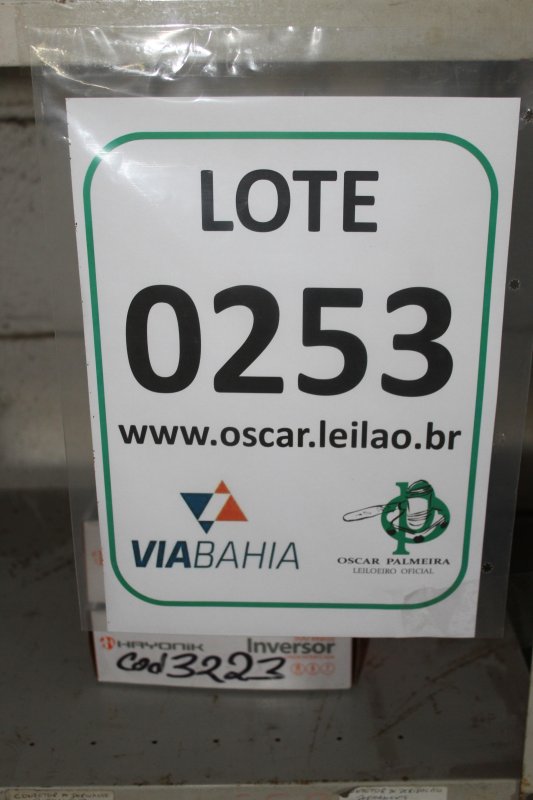 LOTE
0253
www.oscar.leilao.br
VIABAHIA
OSCAR PALMEIRA
LEILOEIRO OFICIAL
HAYONIK
Inversor
Cod 3223